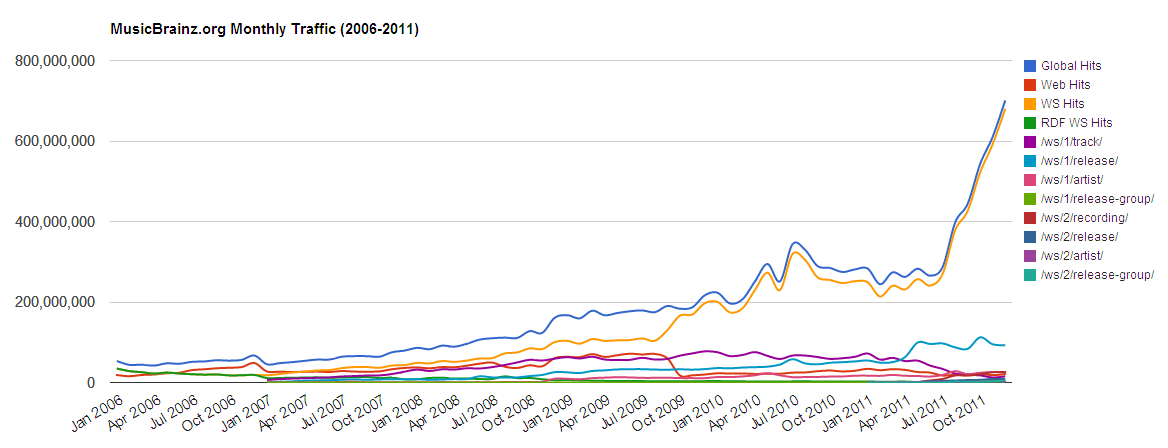 MusicBrainz.org Monthly Traffic (2006-2011)
800,000,000
600,000,000
400,000,000
200,000,000
0
Jan 2006
Apr 2006
Jul 2006
Oct 2006
Jan 2007
Apr 2007
Jul 2007
Oct 2007
Jan 2008
Apr 2008
Jul 2008
Oct 2008
Jan 2009
Apr 2009
Jul 2009
Oct 2009
Jan 2010
Apr 2010
Jul 2010
Oct 2010
Jan 2011
Apr 2011
Jul 2011
Oct 2011
Global Hits
Web Hits
WS Hits
RDF WS Hits
/ws/1/track/
/ws/1/release/
/ws/1/artist/
/ws/1/release-group/
/ws/2/recording/
/ws/2/release/
/ws/2/artist/
/ws/2/release-group/